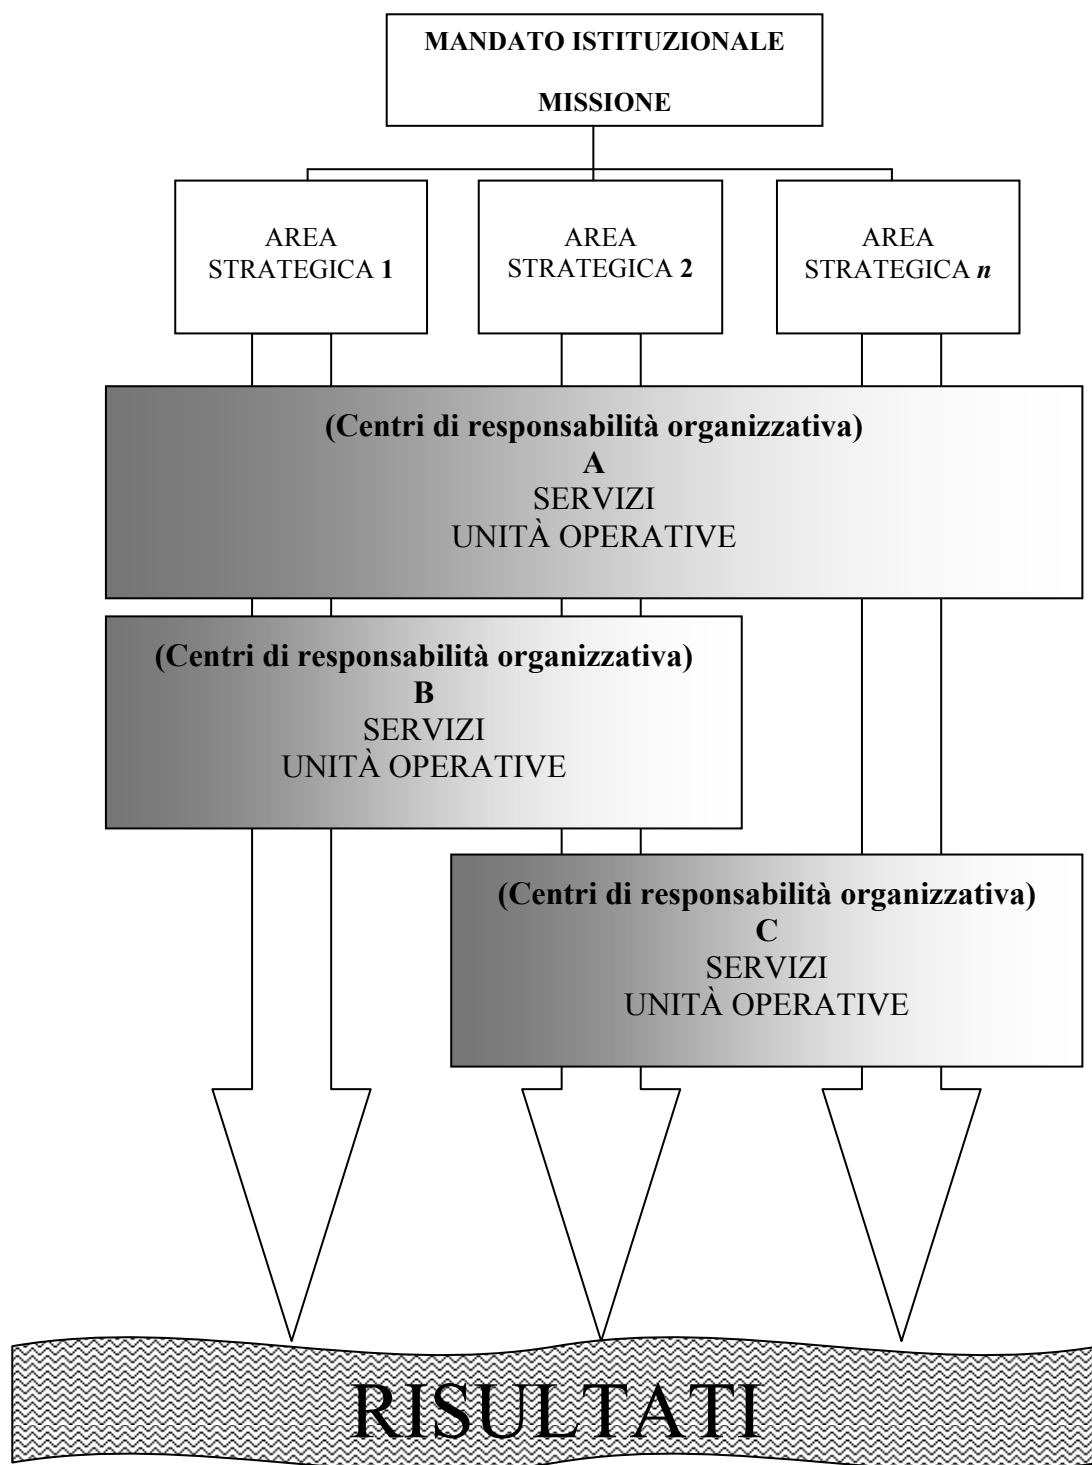 MANDATO ISTITUZIONALE
MISSIONE
AREA
STRATEGICA 1
AREA
STRATEGICA 2
AREA
STRATEGICA n
(Centri di responsabilità organizzativa)
A
SERVIZI
UNITÀ OPERATIVE
(Centri di responsabilità organizzativa)
B
SERVIZI
UNITÀ OPERATIVE
(Centri di responsabilità organizzativa)
C
SERVIZI
UNITÀ OPERATIVE
RISULTATI